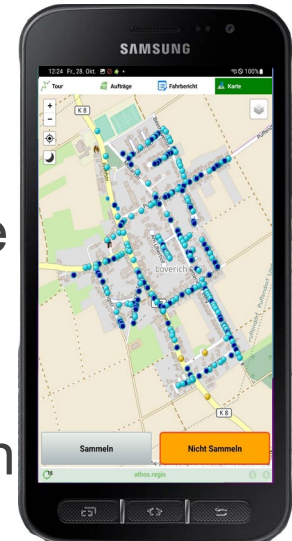 SAMSUNG
12:24 Fr., 28. Okt. 100%
Tour Aufträge Fahrbericht Karte
+
K 8
-
Loverich
Puffendorf
K 8
Sammeln Nicht Sammeln
athos.regio
e
n